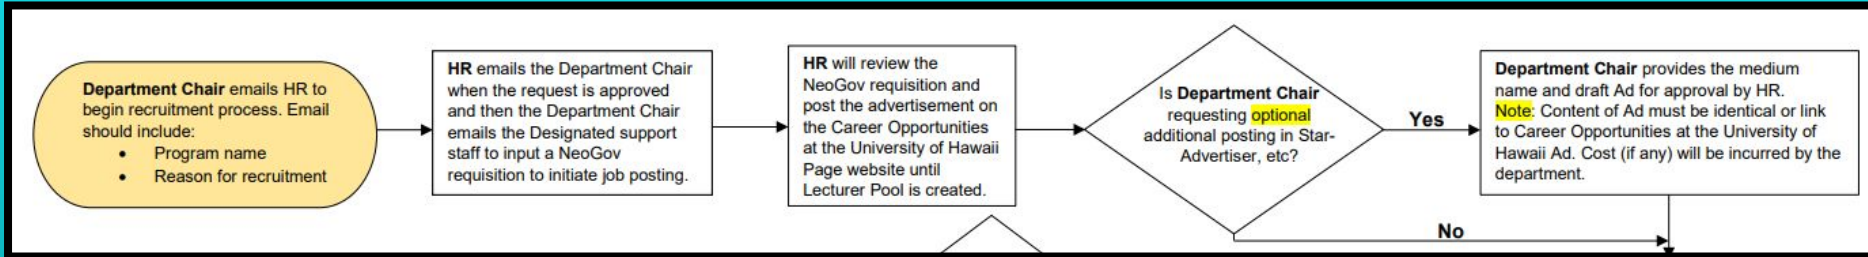 Department Chair emails HR to
begin recruitment process. Email
should include:
• Program name
• Reason for recruitment
HR emails the Department Chair
when the request is approved
and then the Department Chair
emails the Designated support
staff to input a NeoGov
requisition to initiate job posting.
HR will review the
NeoGov requisition and
post the advertisement on
the Career Opportunities
at the University of Hawaii
Page website until
Lecturer Pool is created.
Is Department Chair
requesting optional
additional posting in Star-
Advertiser, etc?
Yes
Department Chair provides the medium
name and draft Ad for approval by HR.
Note: Content of Ad must be identical or link
to Career Opportunities at the University of
Hawaii Ad. Cost (if any) will be incurred by the
department.
No